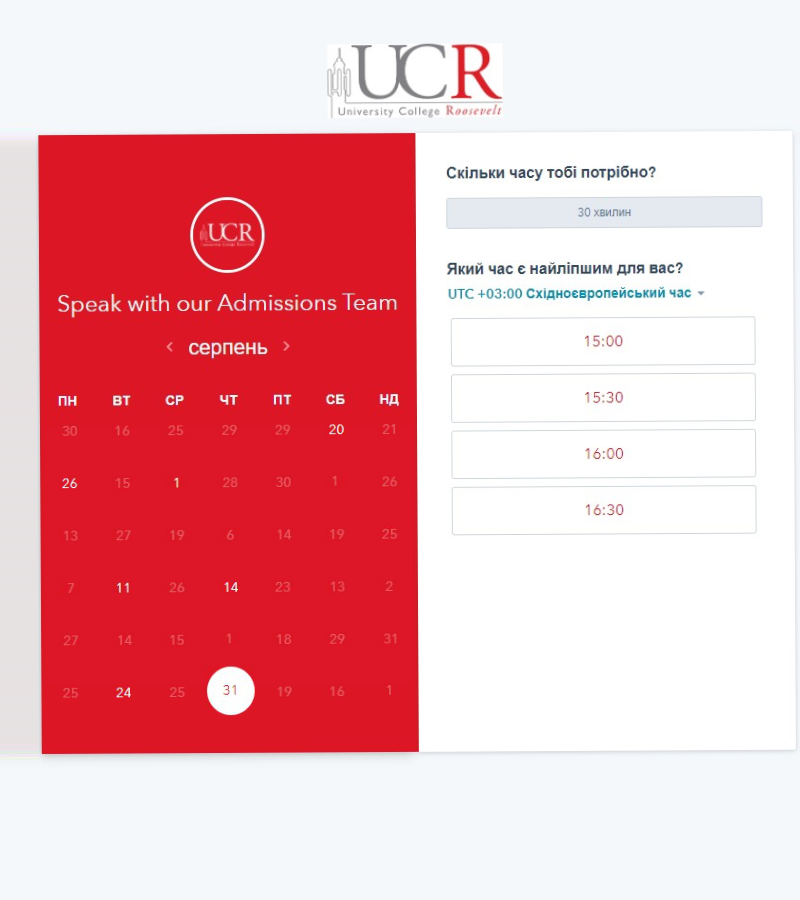 UCR
University College Roosevelt
UCR
Speak with our Admissions Team
серпень
ПН ВТ СР ЧТ ПТ СБ НД
30 16 25 29 29 20 21
26 15 1 28 30 1 26
13 27 19 6 14 19 25
7 11 26 14 23 13 2
27 14 15 1 18 29 31
25 24 25 31 19 16 1
Скільки часу тобі потрібно?
30 хвилин
Який час є найліпшим для вас?
UTC +03:00 Східноєвропейський час
15:00
15:30
16:00
16:30